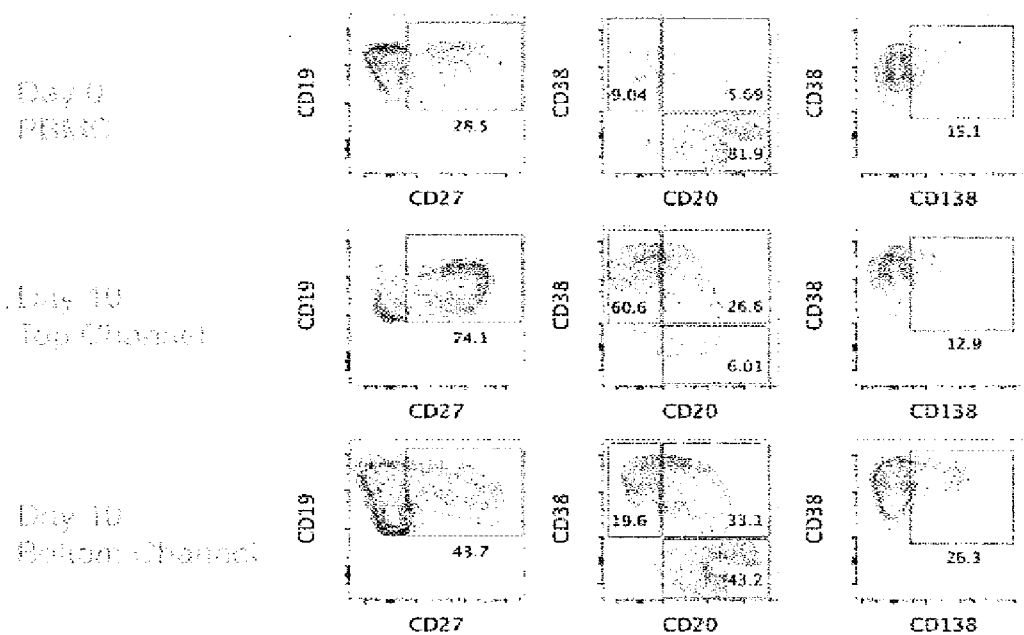 Day 0
PBMC
CD19
28.5
CD27
CD38
9.04
5.69
81.9
CD20
CD38
15.1
CD138
Day 10
Top Channel
CD19
74.1
CD27
CD38
60.6
26.6
6.01
CD20
CD38
12.9
CD138
Day 10
Bottom Channel
CD19
43.7
CD27
CD38
19.6
33.1
43.2
CD20
CD38
26.3
CD138